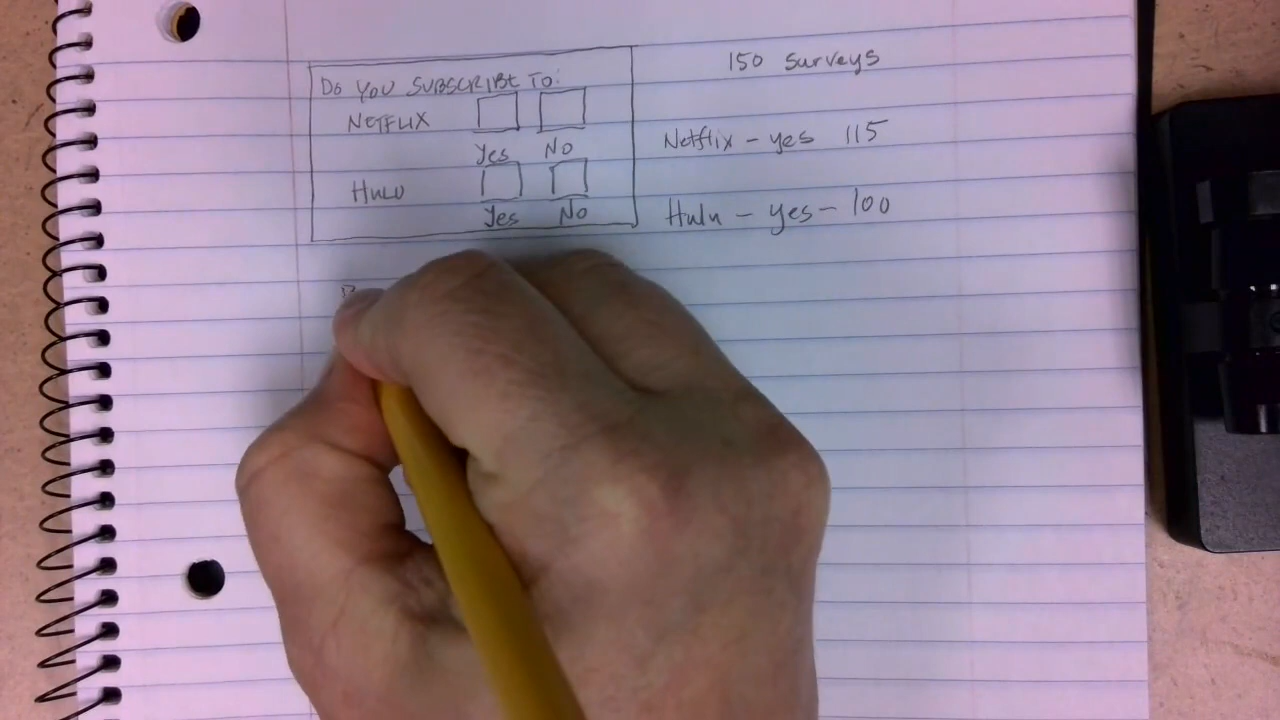 Do YOU SUBSCRIBE TO:
NETFLIX
Yes No
HULU
Yes No
150 surveys
Netflix - yes 115
Hulu - yes - 100